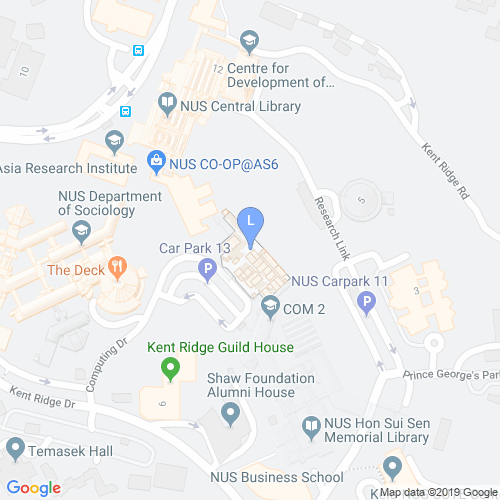 12
Centre for
Development of...
10
NUS Central Library
Kent Ridge Rd
Asia Research Institute
NUS CO-OP@AS6
NUS Department
of Sociology
Research Link
5
L
Car Park 13
The Deck
NUS Carpark 11
3
COM 2
Computing Dr
Kent Ridge Guild House
Prince George's Park
Shaw Foundation
Alumni House
Kent Ridge Dr
6
NUS Hon Sui Sen
Memorial Library
Temasek Hall
NUS Business School
Google
Map data ©2019 Google